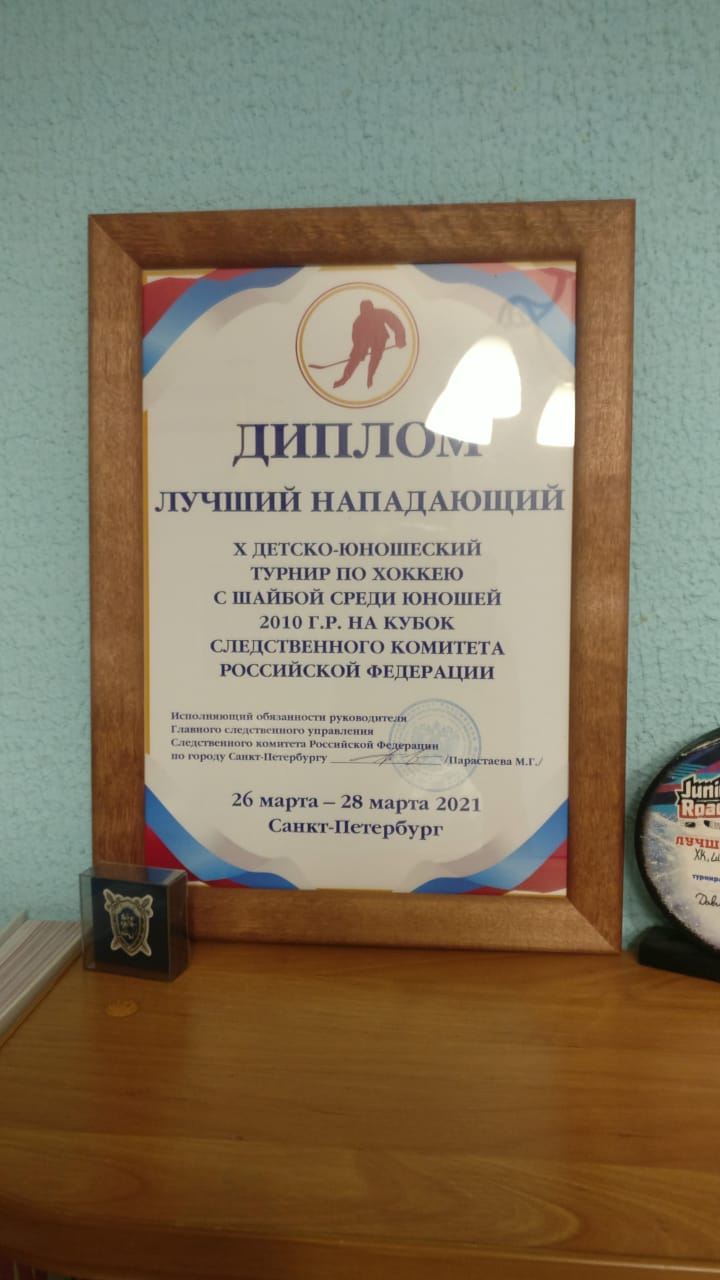 ДИПЛОМ
ЛУЧШИЙ НАПАДАЮЩИЙ
X ДЕТСКО-ЮНОШЕСКИЙ
ТУРНИР ПО ХОККЕЮ
С ШАЙБОЙ СРЕДИ ЮНОШЕЙ
2010 Г.Р. НА КУБОК
СЛЕДСТВЕННОГО КОМИТЕТА
РОССИЙСКОЙ ФЕДЕРАЦИИ
Исполняющий обязанности руководителя
Главного следственного управления
Следственного комитета Российской Федерации
по городу Санкт-Петербургу /Парастаева М.Г./
26 марта – 28 марта 2021
Санкт-Петербург